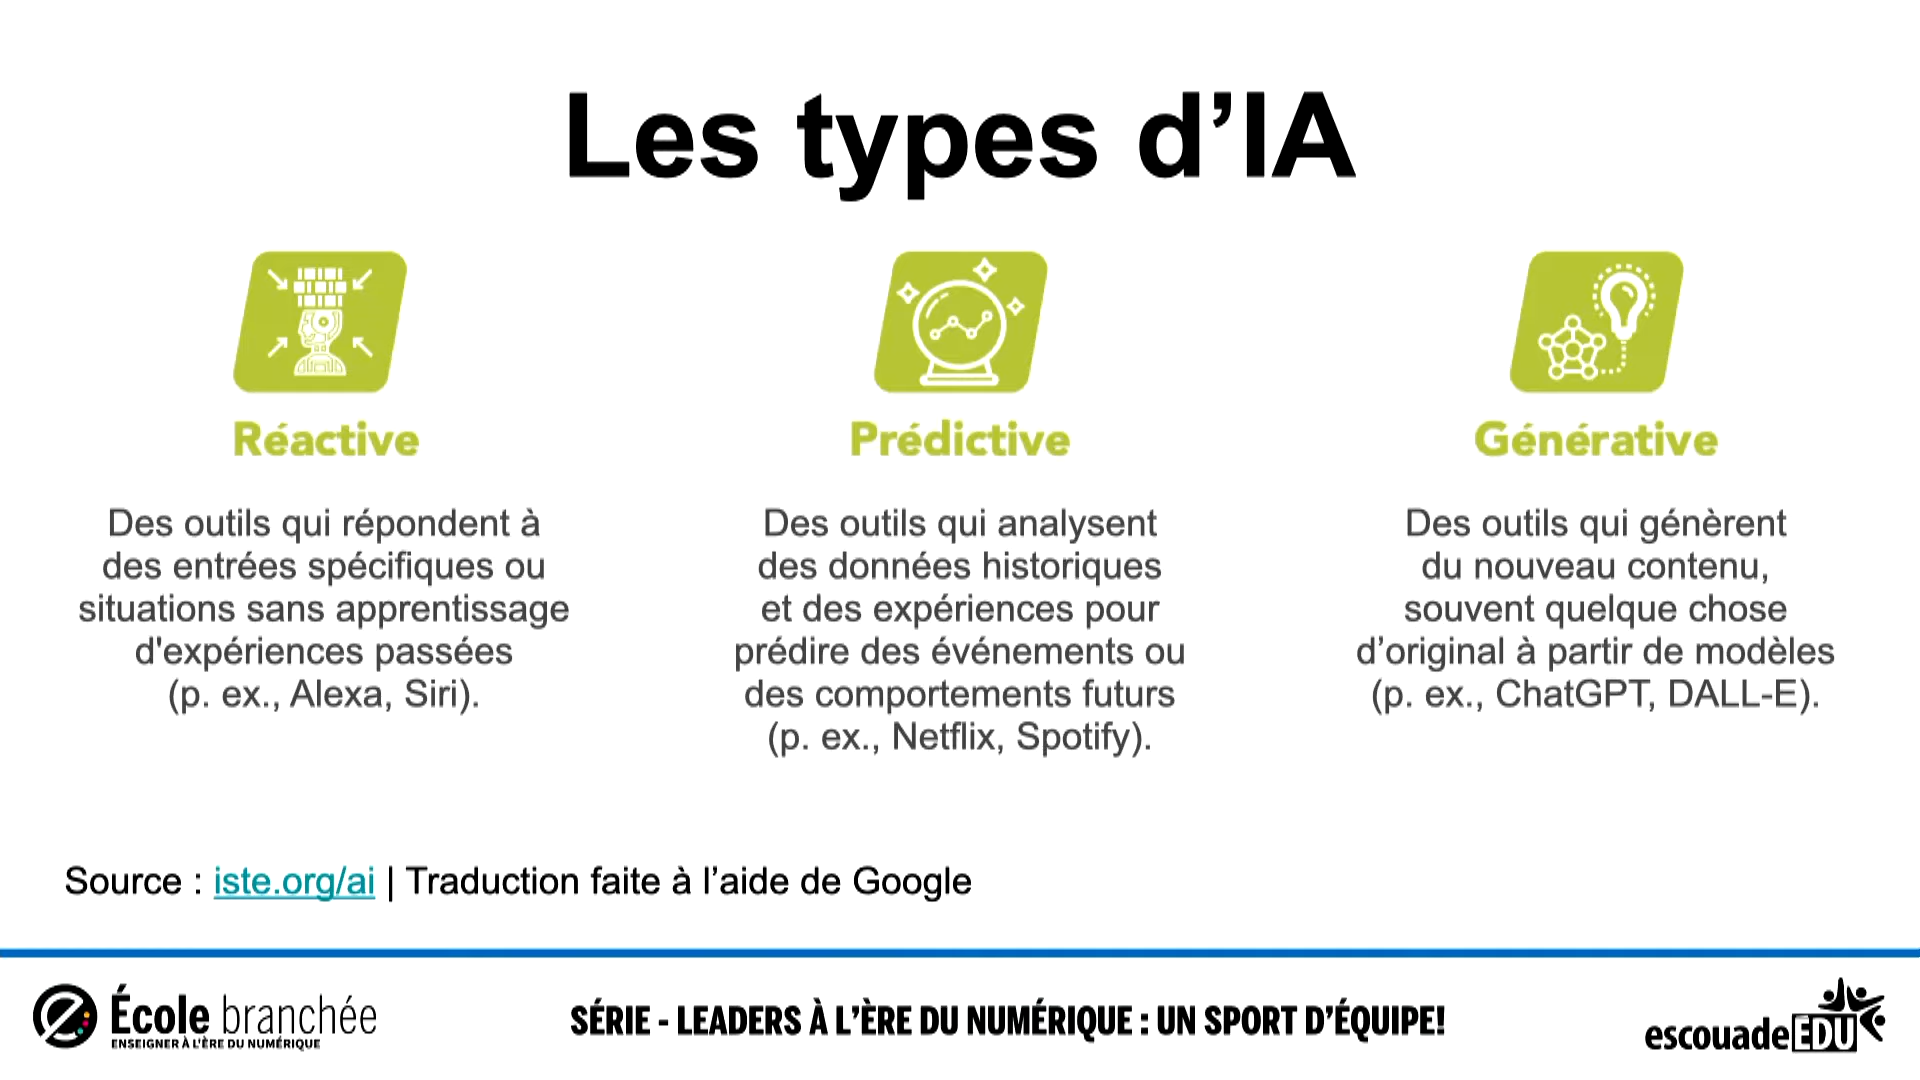 Les types d’IA
Réactive
Des outils qui répondent à
des entrées spécifiques ou
situations sans apprentissage
d'expériences passées
(p. ex., Alexa, Siri).
Prédictive
Des outils qui analysent
des données historiques
et des expériences pour
prédire des événements ou
des comportements futurs
(p. ex., Netflix, Spotify).
Générative
Des outils qui génèrent
du nouveau contenu,
souvent quelque chose
d’original à partir de modèles
(p. ex., ChatGPT, DALL-E).
Source : iste.org/ai | Traduction faite à l’aide de Google
École branchée
ENSEIGNER À L'ÈRE DU NUMÉRIQUE
SÉRIE - LEADERS À L’ÈRE DU NUMÉRIQUE : UN SPORT D’ÉQUIPE!
escouadeEDU